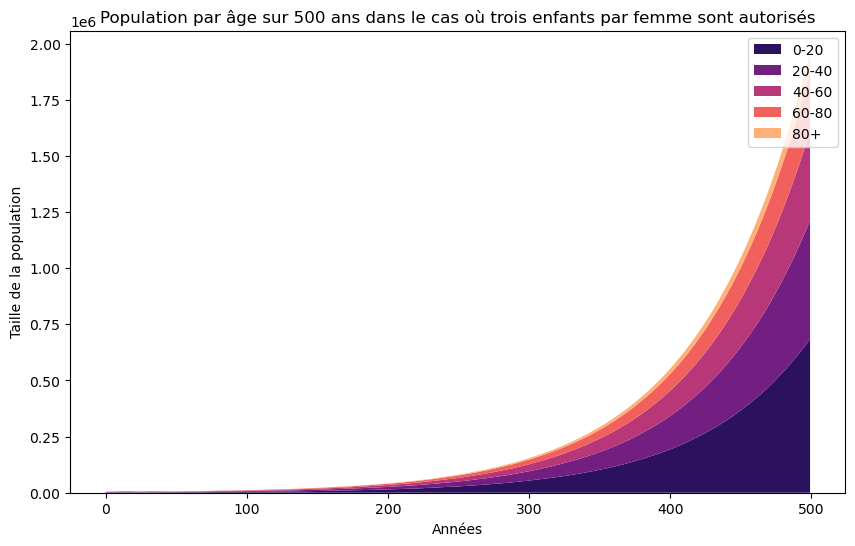 Population par âge sur 500 ans dans le cas où trois enfants par femme sont autorisés
1e6
2.00
1.75
1.50
1.25
1.00
0.75
0.50
0.25
0.00
Taille de la population
0 100 200 300 400 500
Années
0-20
20-40
40-60
60-80
80+